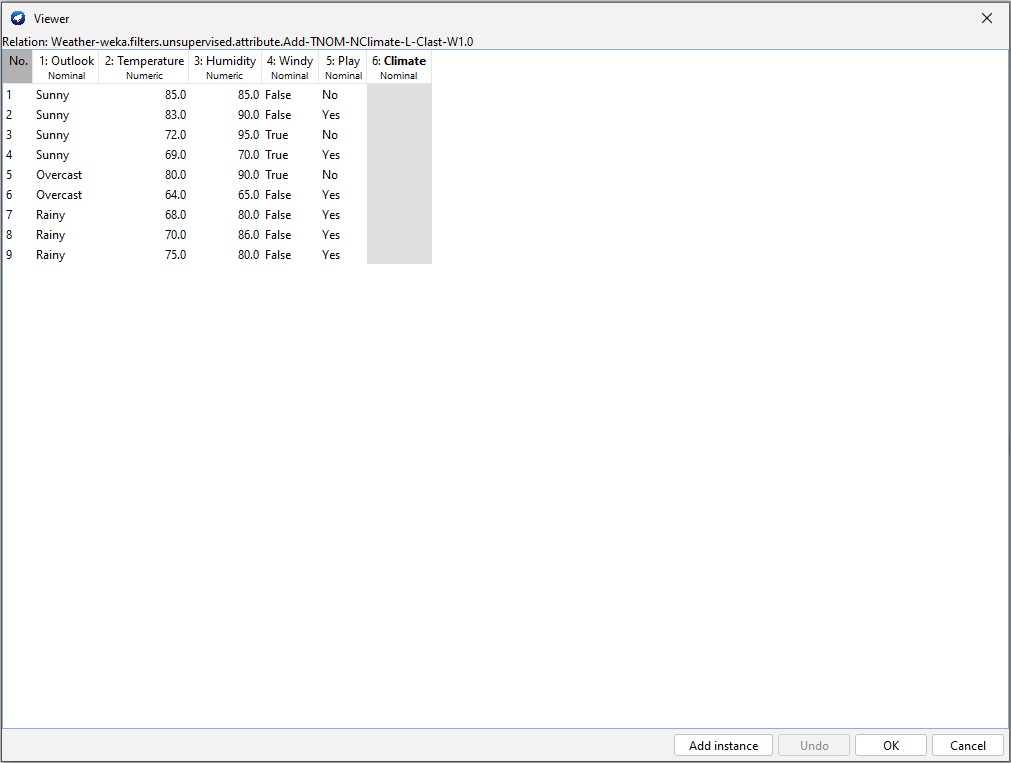 Viewer
Relation: Weather-weka.filters.unsupervised.attribute.Add-TNOM-NClimate-L-Clast-W1.0
No. 1: Outlook 2: Temperature 3: Humidity 4: Windy 5: Play 6: Climate
Nominal Numeric Numeric Nominal Nominal Nominal
1 Sunny 85.0 85.0 False No
2 Sunny 83.0 90.0 False Yes
3 Sunny 72.0 95.0 True No
4 Sunny 69.0 70.0 True Yes
5 Overcast 80.0 90.0 True No
6 Overcast 64.0 65.0 False Yes
7 Rainy 68.0 80.0 False Yes
8 Rainy 70.0 86.0 False Yes
9 Rainy 75.0 80.0 False Yes
Add instance Undo OK Cancel